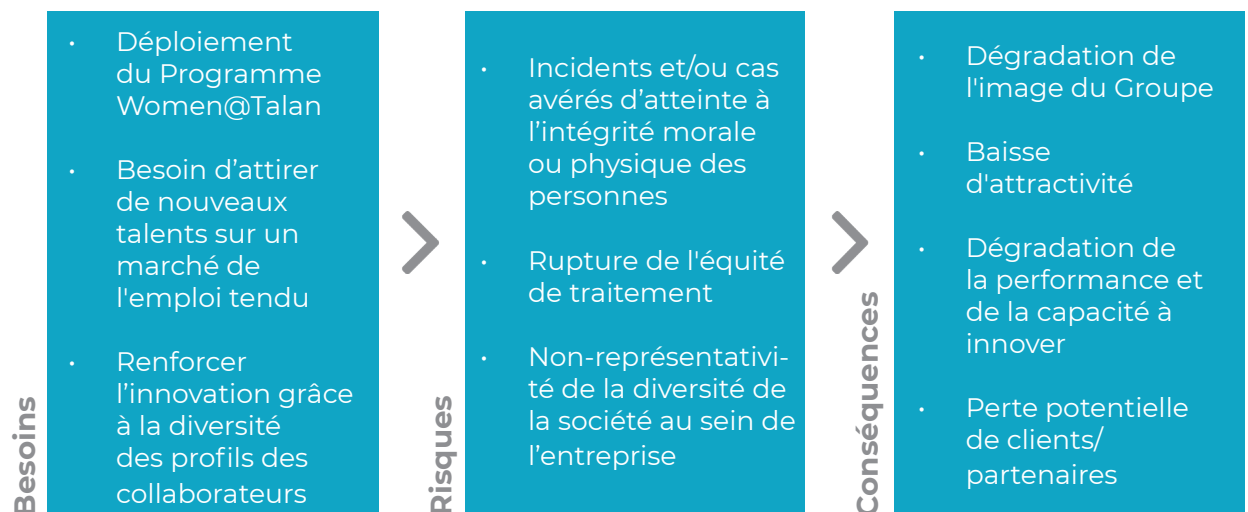 Besoins
• Déploiement
du Programme
Women@Talan
• Besoin d’attirer
de nouveaux
talents sur un
marché de
l'emploi tendu
• Renforcer
l’innovation grâce
à la diversité
des profils des
collaborateurs
Risques
• Incidents et/ou cas
avérés d’atteinte à
l’intégrité morale
ou physique des
personnes
• Rupture de l'équité
de traitement
• Non-représentativi-
té de la diversité de
la société au sein de
l’entreprise
Conséquences
• Dégradation de
l'image du Groupe
• Baisse
d'attractivité
• Dégradation de
la performance et
de la capacité à
innover
• Perte potentielle
de clients/
partenaires